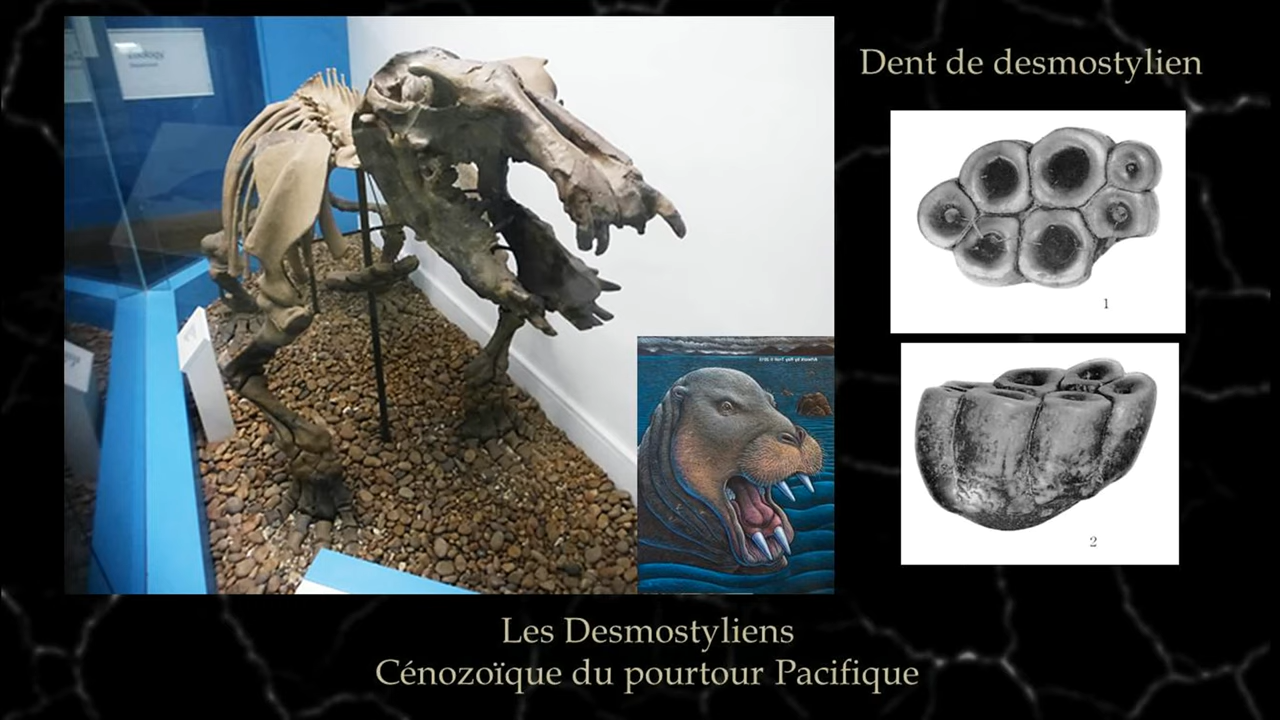 Dent de desmostylien
1
2
Les Desmostyliens
Cénozoïque du pourtour Pacifique